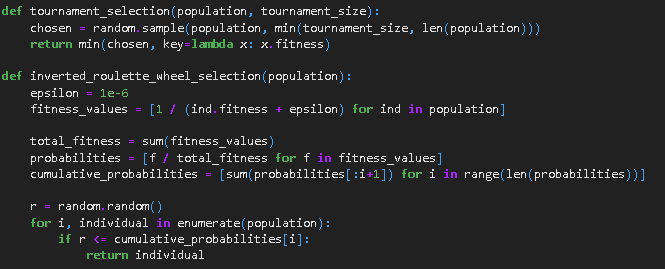 def tournament_selection(population, tournament_size):
    chosen = random.sample(population, min(tournament_size, len(population)))
    return min(chosen, key=lambda x: x.fitness)

def inverted_roulette_wheel_selection(population):
    epsilon = 1e-6
    fitness_values = [1 / (ind.fitness + epsilon) for ind in population]

    total_fitness = sum(fitness_values)
    probabilities = [f / total_fitness for f in fitness_values]
    cumulative_probabilities = [sum(probabilities[:i+1]) for i in range(len(probabilities))]

    r = random.random()
    for i, individual in enumerate(population):
        if r <= cumulative_probabilities[i]:
            return individual